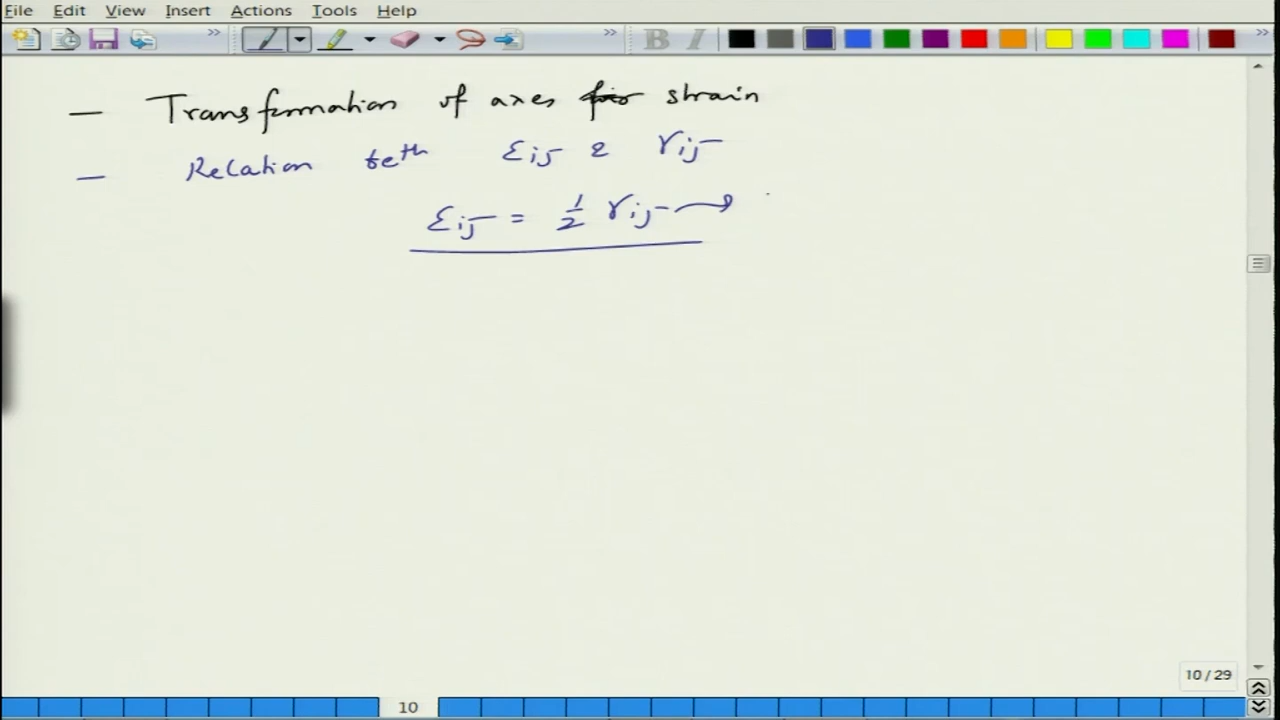 File Edit View Insert Actions Tools Help
B I
— Transformation of axes for strain
— Relation betn εij & γij
εij = 1/2 γij →
10 / 29
10